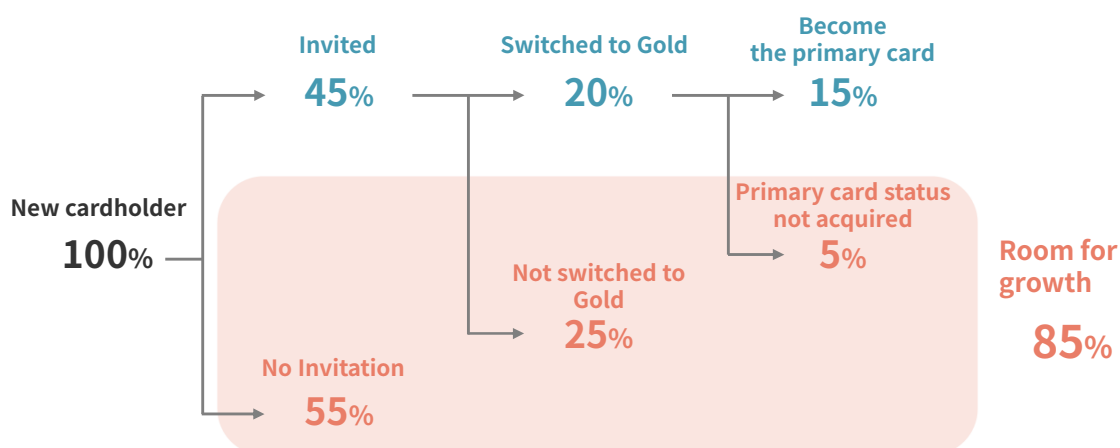 Invited
45%
Switched to Gold
20%
Become
the primary card
15%
New cardholder
100%
Primary card status
not acquired
5%
Not switched to
Gold
25%
No Invitation
55%
Room for
growth
85%